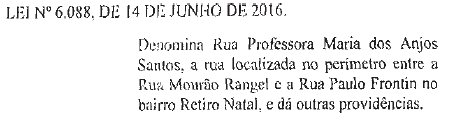 LEI Nº 6.088, DE 14 DE JUNHO DE 2016.
Denomina Rua Professora Maria dos Anjos
Santos, a rua localizada no perímetro entre a
Rua Mourão Rangel e a Rua Paulo Frontin no
bairro Retiro Natal, e dá outras providências.